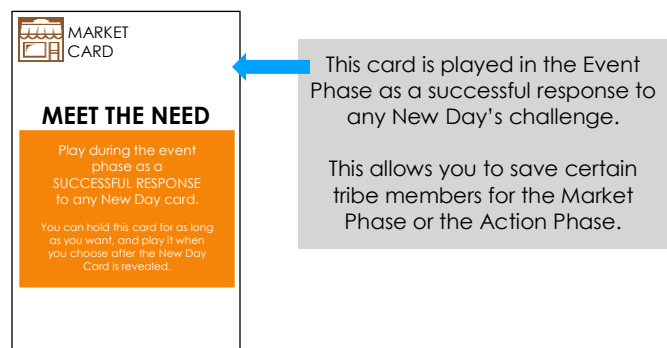 MARKET
CARD
MEET THE NEED
Play during the event
phase as a
SUCCESSFUL RESPONSE
to any New Day card.
You can hold this card for as long
as you want, and play it when
you choose after the New Day
Card is revealed.
This card is played in the Event
Phase as a successful response to
any New Day’s challenge.
This allows you to save certain
tribe members for the Market
Phase or the Action Phase.